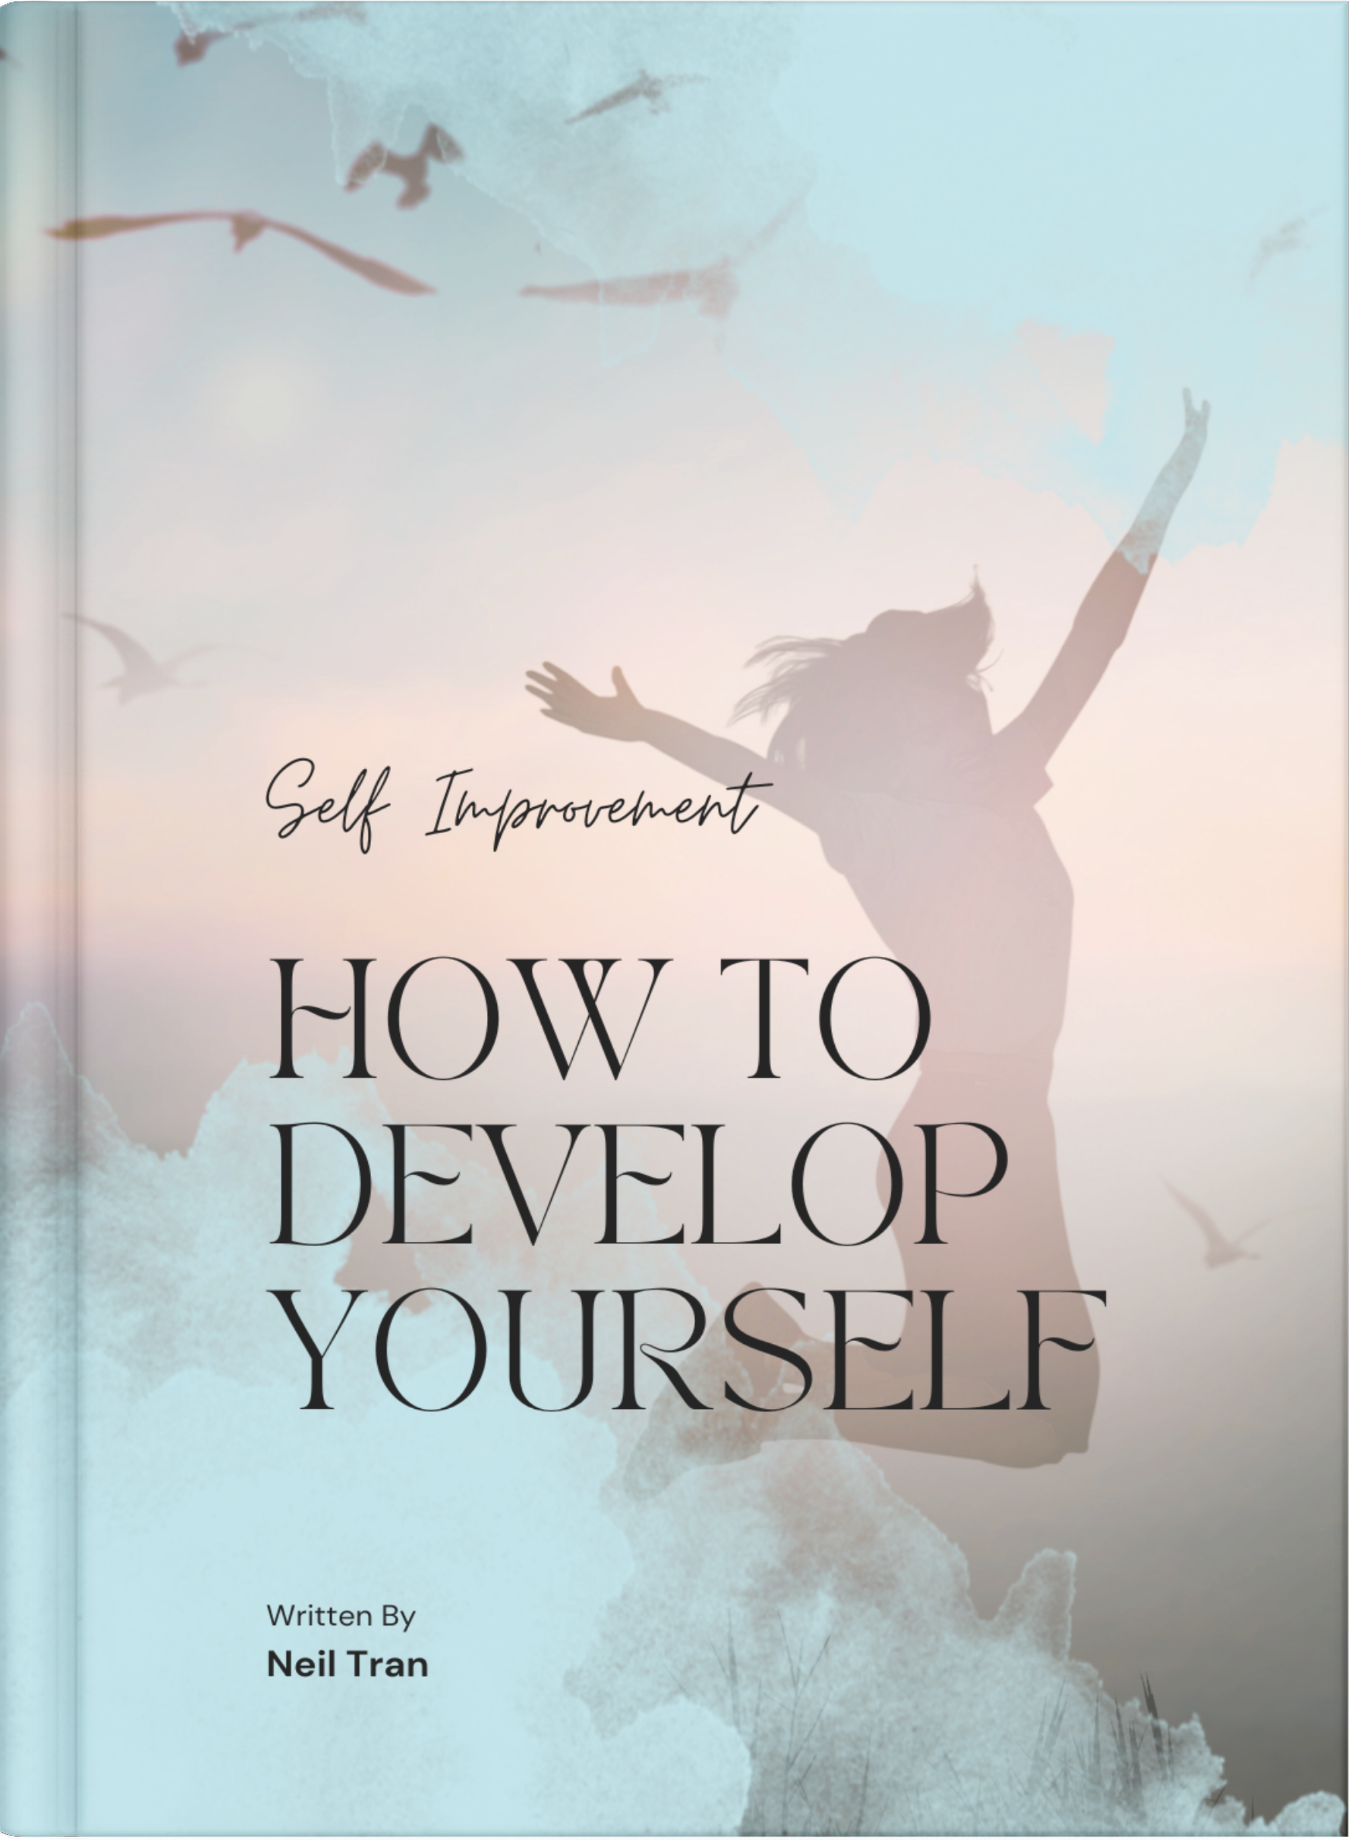 Self Improvement
HOW TO
DEVELOP
YOURSELF
Written By
Neil Tran